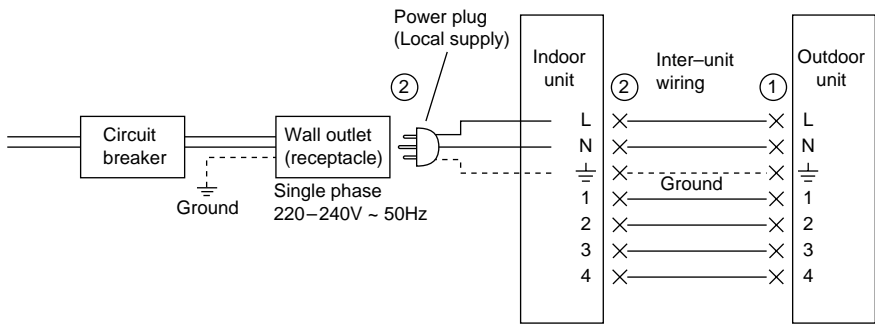 Power plug
(Local supply)
Indoor
unit
Inter–unit
wiring
Outdoor
unit
2
2
1
Circuit
breaker
Wall outlet
(receptacle)
Ground
Single phase
220–240V ~ 50Hz
L
L
N
N
Ground
1
1
2
2
3
3
4
4